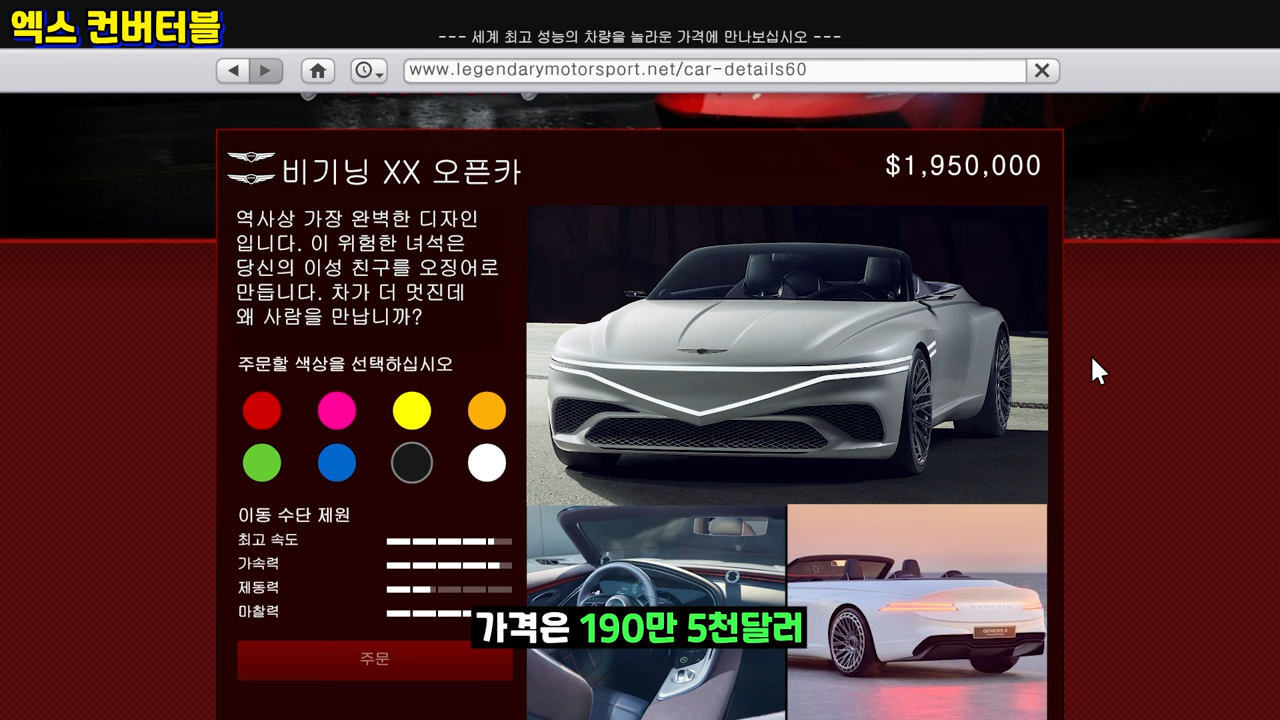 엑스 컨버터블
--- 세계 최고 성능의 차량을 놀라운 가격에 만나보십시오 ---
www.legendarymotorsport.net/car-details60
비기닝 XX 오픈카
$1,950,000
역사상 가장 완벽한 디자인
입니다. 이 위험한 녀석은
당신의 이성 친구를 오징어로
만듭니다. 차가 더 멋진데
왜 사람을 만납니까?
주문할 색상을 선택하십시오
이동 수단 제원
최고 속도
가속력
제동력
마찰력
가격은 190만 5천달러
주문
GENESIS X